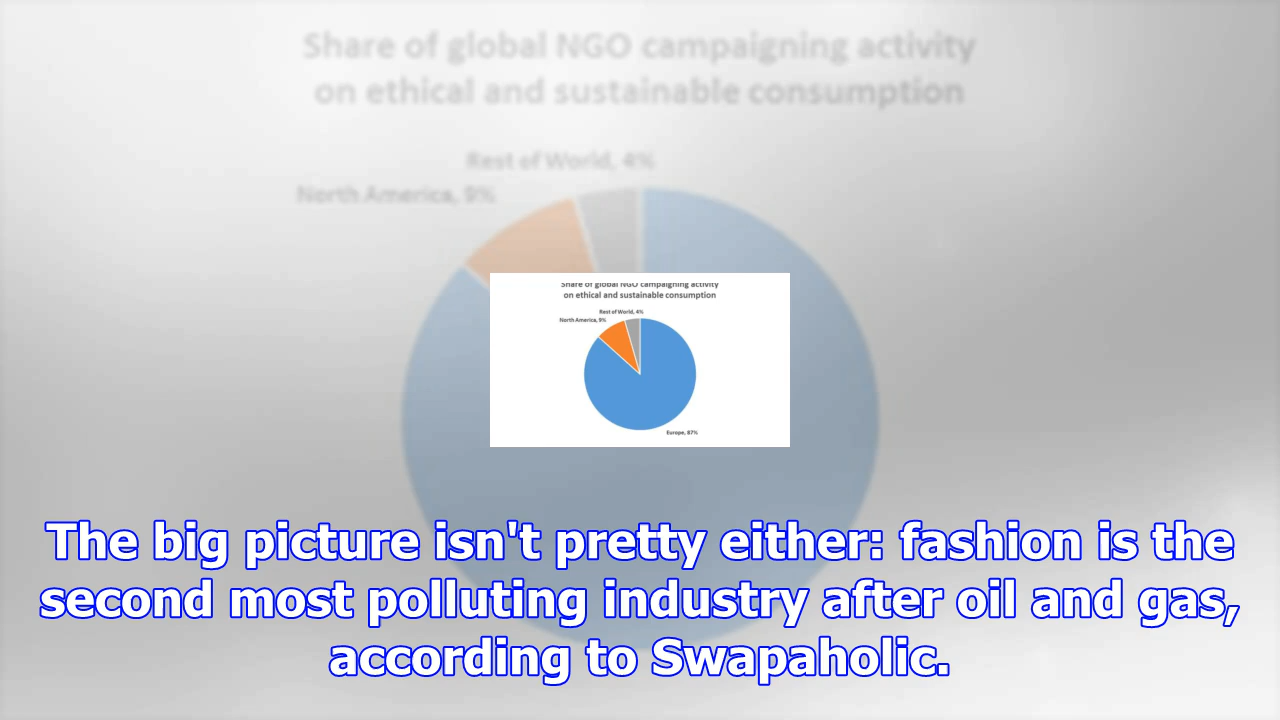 Share of global NGO campaigning activity
on ethical and sustainable consumption
Rest of World, 4%
North America, 9%
Share of global NGO campaigning activity
on ethical and sustainable consumption
Rest of World, 4%
North America, 9%
Europe, 87%
The big picture isn't pretty either: fashion is the
second most polluting industry after oil and gas,
according to Swapaholic.